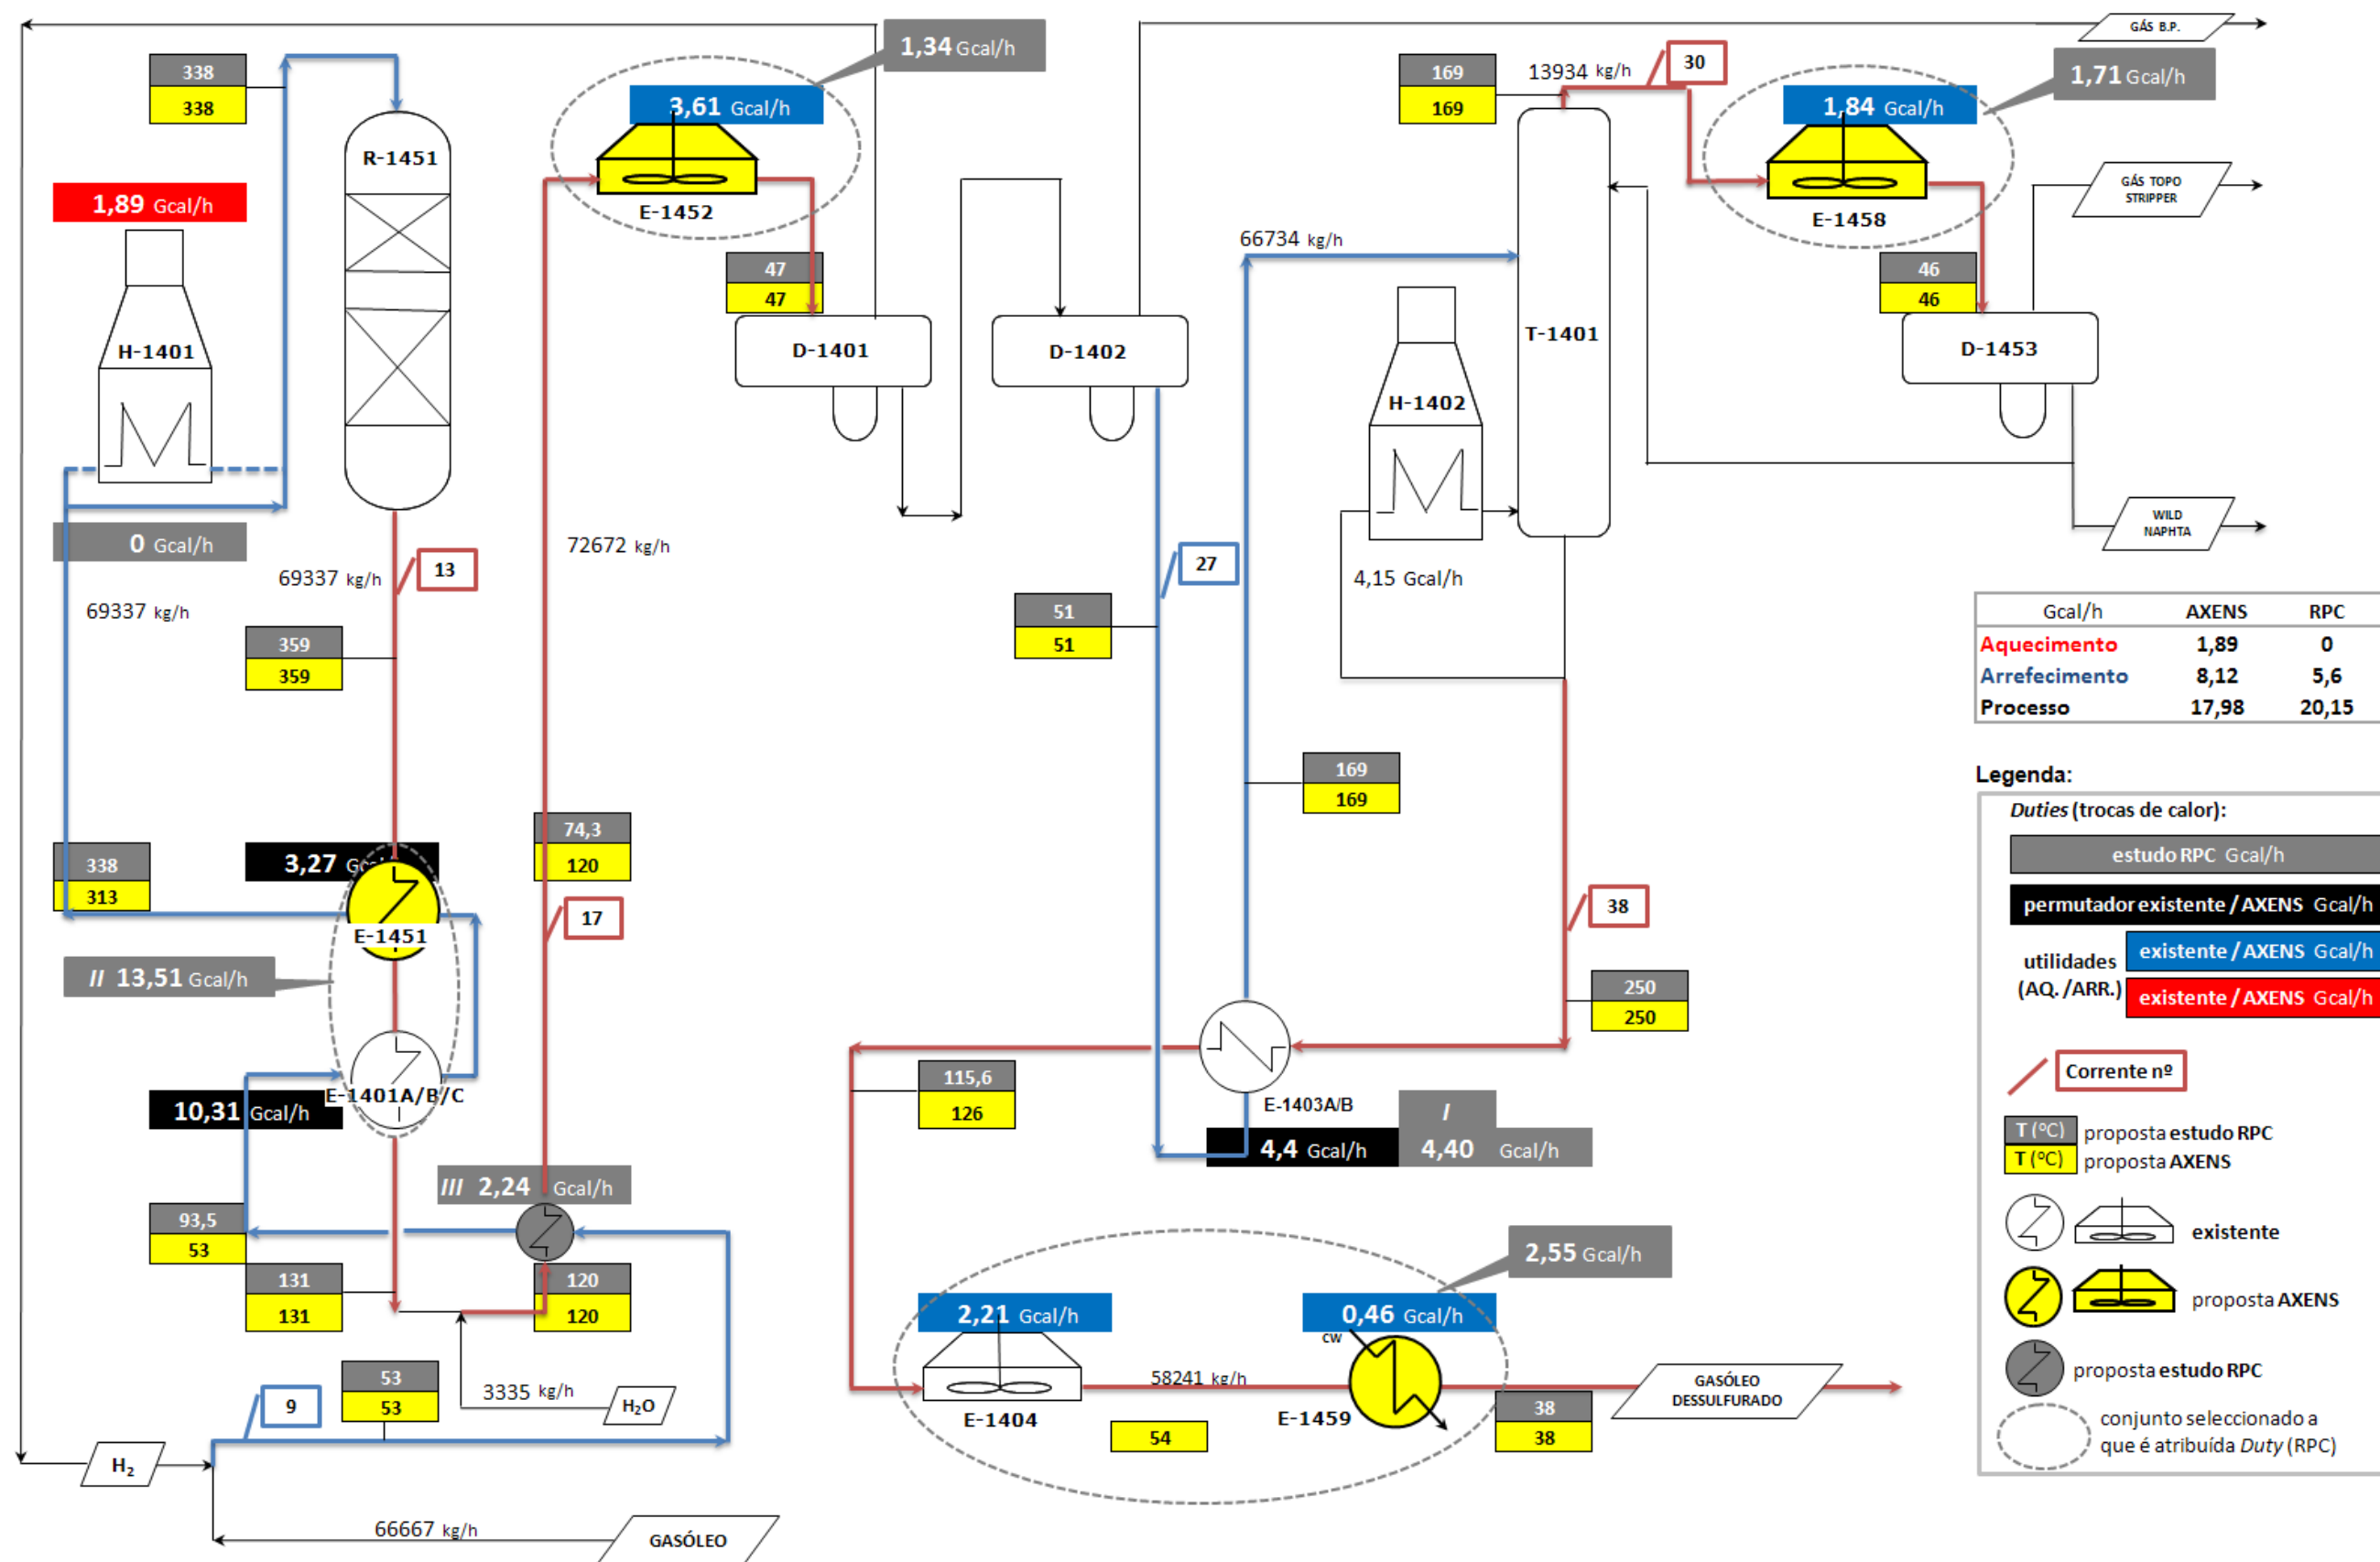 1,34 Gcal/h
GÁS B.P.
338
338
3,61 Gcal/h
169
169
13934 kg/h
30
1,84 Gcal/h
1,71 Gcal/h
R-1451
1,89 Gcal/h
E-1452
E-1458
GÁS TOPO
STRIPPER
66734 kg/h
47
47
46
46
H-1401
D-1401
D-1402
T-1401
D-1453
H-1402
0 Gcal/h
69337 kg/h
13
69337 kg/h
72672 kg/h
27
4,15 Gcal/h
WILD
NAPHTA
51
51
359
359
Gcal/h AXENS RPC
Aquecimento 1,89 0
Arrefecimento 8,12 5,6
Processo 17,98 20,15
169
169
338
313
3,27
E-1451
74,3
120
17
38
// 13,51 Gcal/h
250
250
10,31 Gcal/h
E-1401A/B/C
115,6
126
E-1403A/B
4,4 Gcal/h
I
4,40 Gcal/h
/// 2,24 Gcal/h
93,5
53
131
131
120
120
2,55 Gcal/h
2,21 Gcal/h
0,46 Gcal/h
CW
53
53
9
3335 kg/h
H2O
E-1404
58241 kg/h
54
E-1459
38
38
GASÓLEO
DESSULFURADO
H2
66667 kg/h
GASÓLEO
Legenda:
Duties (trocas de calor):
estudo RPC Gcal/h
permutador existente / AXENS Gcal/h
utilidades
(AQ. /ARR.)
existente / AXENS Gcal/h
existente / AXENS Gcal/h
Corrente nº
T (ºC) proposta estudo RPC
T (ºC) proposta AXENS
existente
proposta AXENS
proposta estudo RPC
conjunto seleccionado a
que é atribuída Duty (RPC)